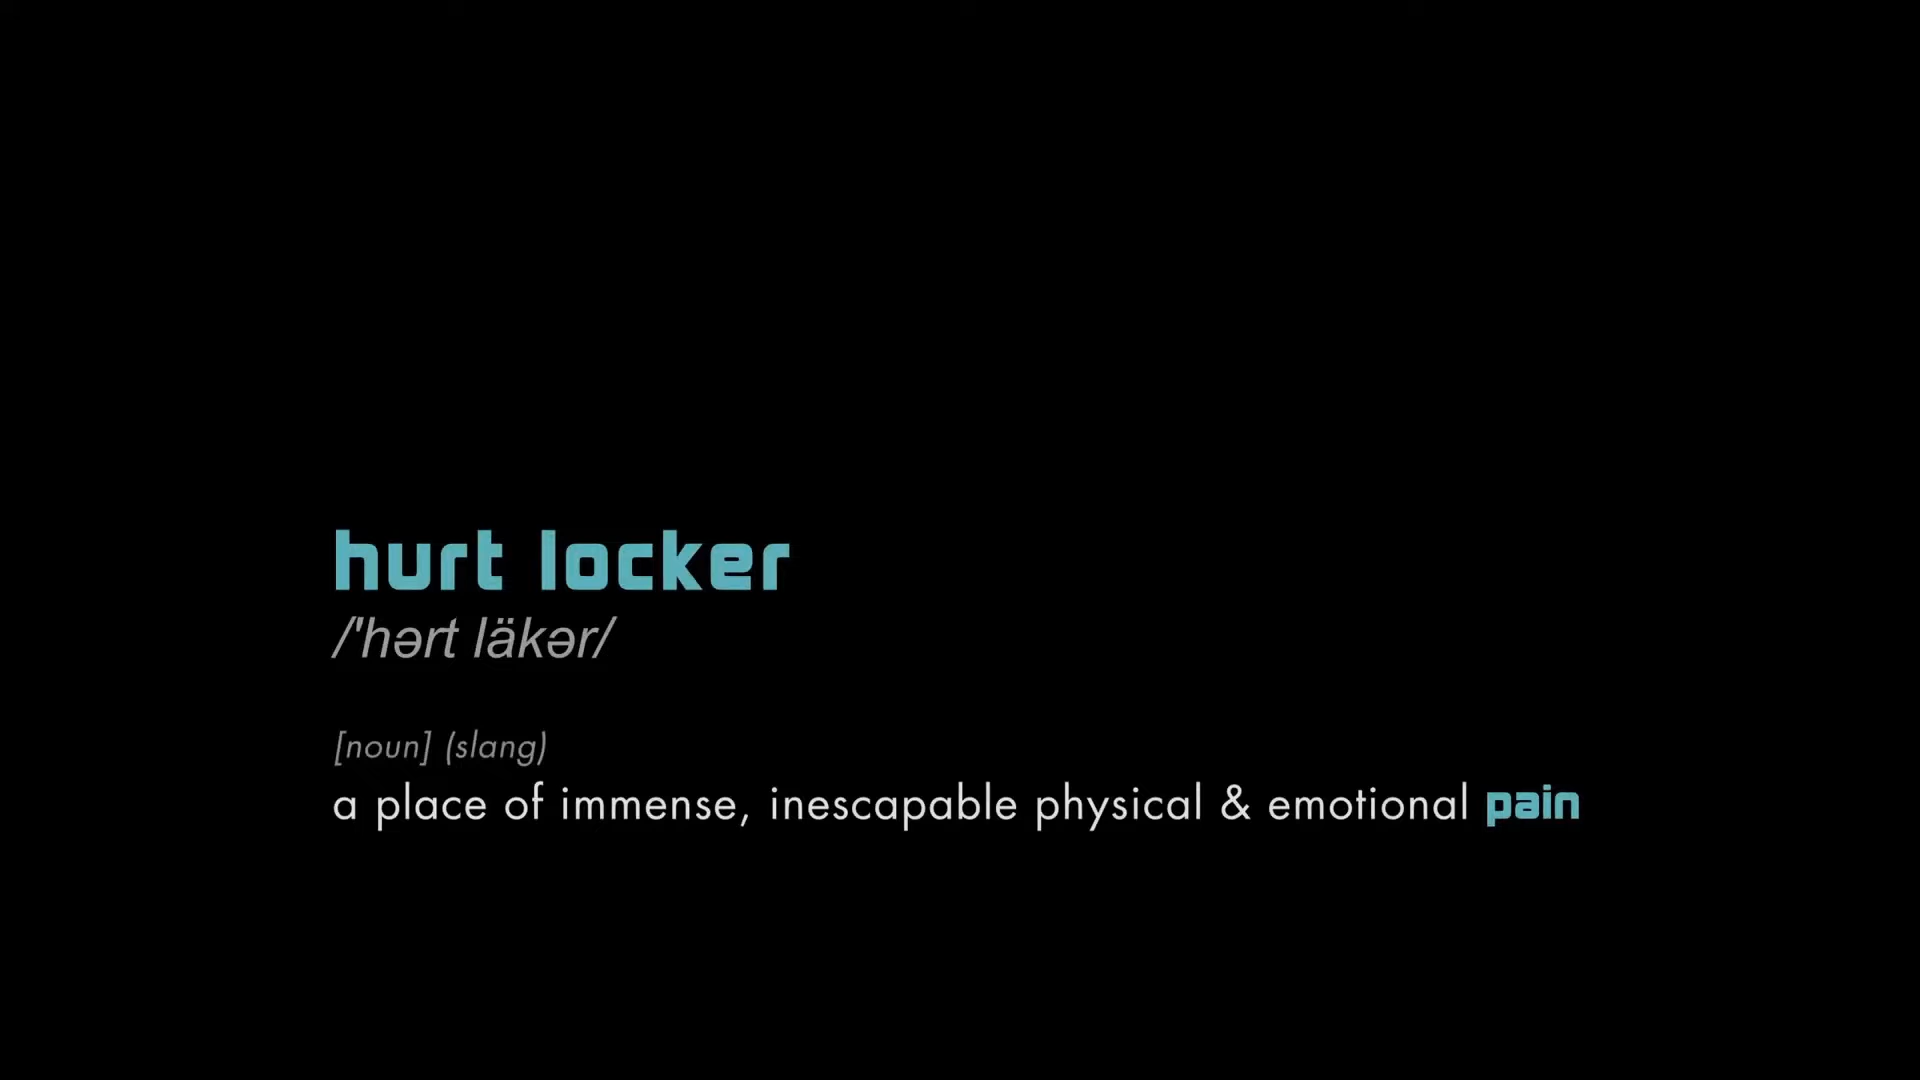 hurt locker
/'hərt läkər/
[noun] (slang)
a place of immense, inescapable physical & emotional pain